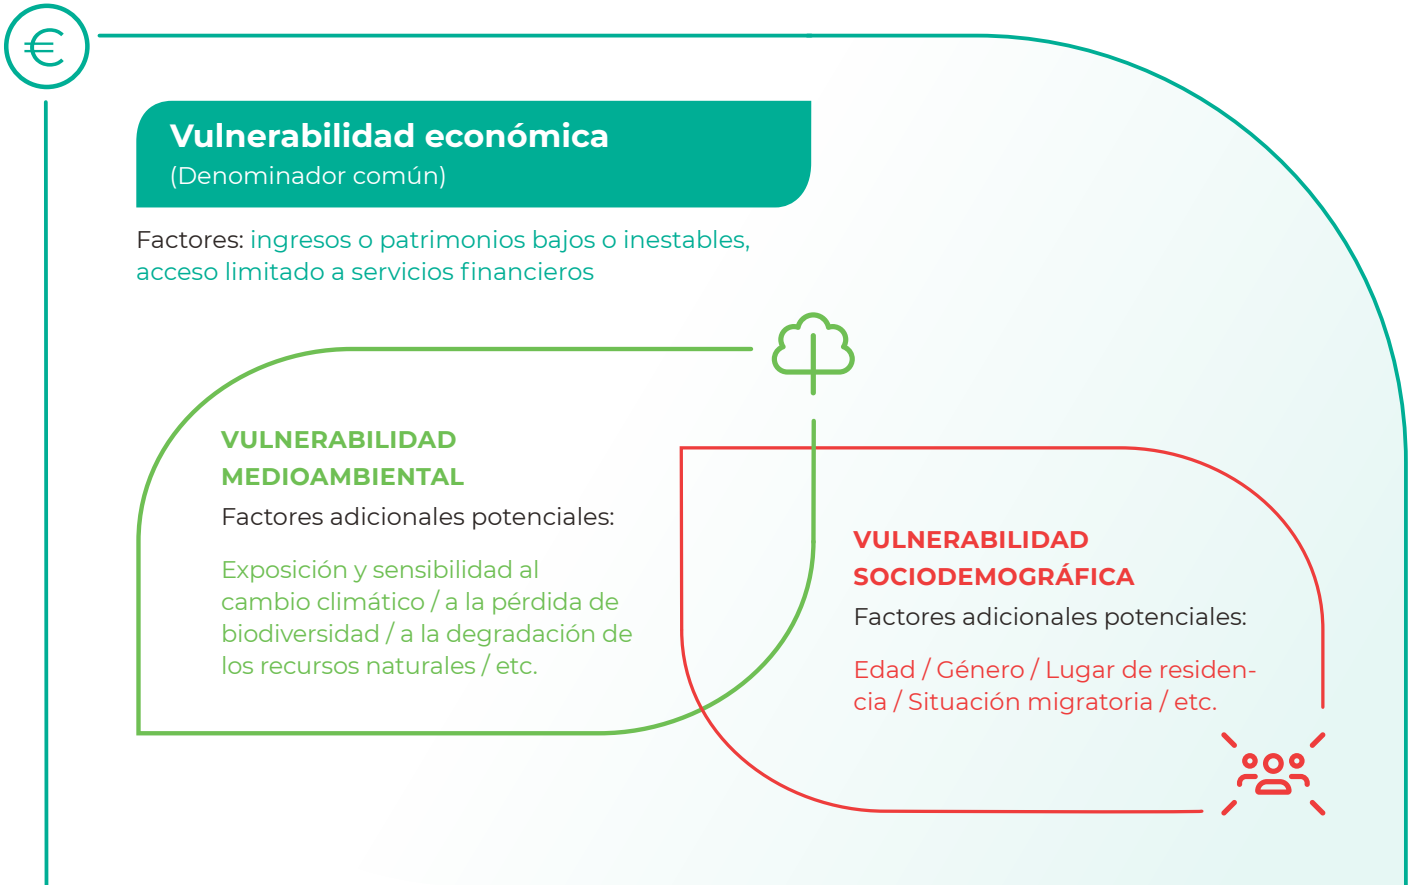 €
Vulnerabilidad económica
(Denominador común)
Factores: ingresos o patrimonios bajos o inestables,
acceso limitado a servicios financieros
VULNERABILIDAD
MEDIOAMBIENTAL
Factores adicionales potenciales:
Exposición y sensibilidad al
cambio climático / a la pérdida de
biodiversidad / a la degradación de
los recursos naturales / etc.
VULNERABILIDAD
SOCIODEMOGRÁFICA
Factores adicionales potenciales:
Edad / Género / Lugar de residen-
cia / Situación migratoria / etc.